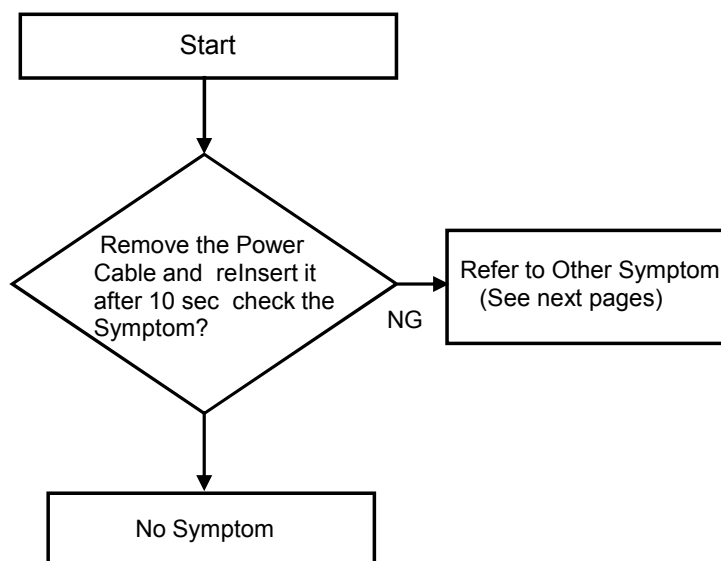 Start
Remove the Power
Cable and reInsert it
after 10 sec check the
Symptom?
NG
Refer to Other Symptom
(See next pages)
No Symptom